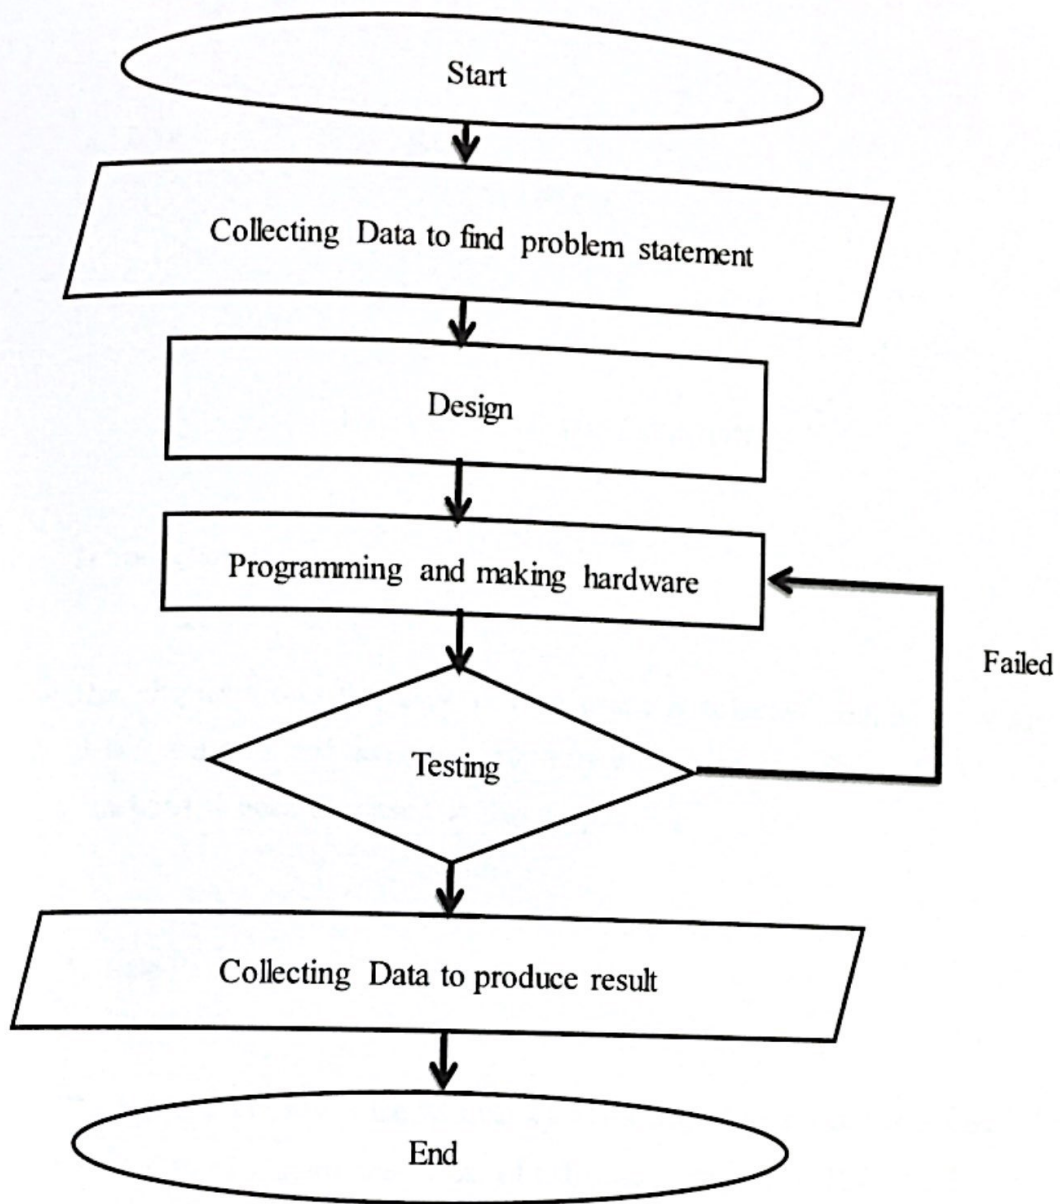 Start
Collecting Data to find problem statement
Design
Programming and making hardware
Failed
Testing
Collecting Data to produce result
End